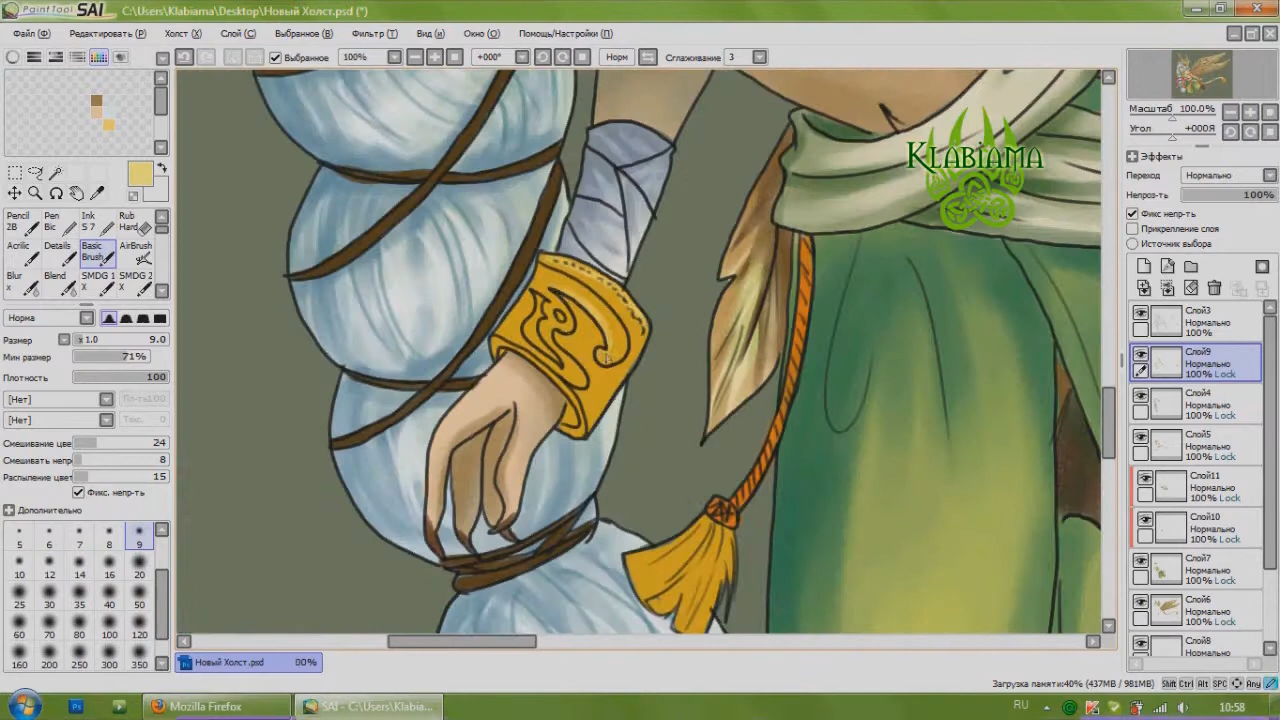 PaintTool SAI C:\Users\Klabiama\Desktop\Новый Холст.psd (*)
Файл (Ф) Редактировать (Р) Холст (Х) Слой (С) Выбранное (В) Фильтр (Т) Вид (и) Окно (О) Помощь/Настройки (П)
Выбранное 100% +000° Норм Сглаживание 3
Масштаб 100.0%
Угол +000Я
KLABIAMA
Эффекты
Переход Нормально
Непроз-ть 100%
Фикс непр-ть
Прикрепление слоя
Источник выбора
Pencil Pen Ink Rub
2B Bic S 7 Hard
Acrilic Details Basic AirBrush
Brush
Blur Blend SMDG 1 SMDG 2
X X X
Норма
Размер x1.0 9.0
Мин размер 71%
Плотность 100
[Нет]
[Нет]
Смешивание цве 24
Смешивать непр 8
Распыление цвет 15
Фикс. непр-ть
Дополнительно
5 6 7 8 9
10 12 14 16 20
25 30 35 40 50
60 70 80 100 120
160 200 250 300 350
Слой3
Нормально
100%
Слой9
Нормально
100% Lock
Слой4
Нормально
100% Lock
Слой5
Нормально
100% Lock
Слой11
Нормально
100% Lock
Слой10
Нормально
100% Lock
Слой7
Нормально
100% Lock
Слой6
Нормально
100% Lock
Слой8
Нормально
Новый Холст.psd 80%
Загрузка памяти:40% (437MB / 981MB) Shift Ctrl Alt SPC Any
Mozilla Firefox SAI - C:\Users\Klabia... RU 10:58